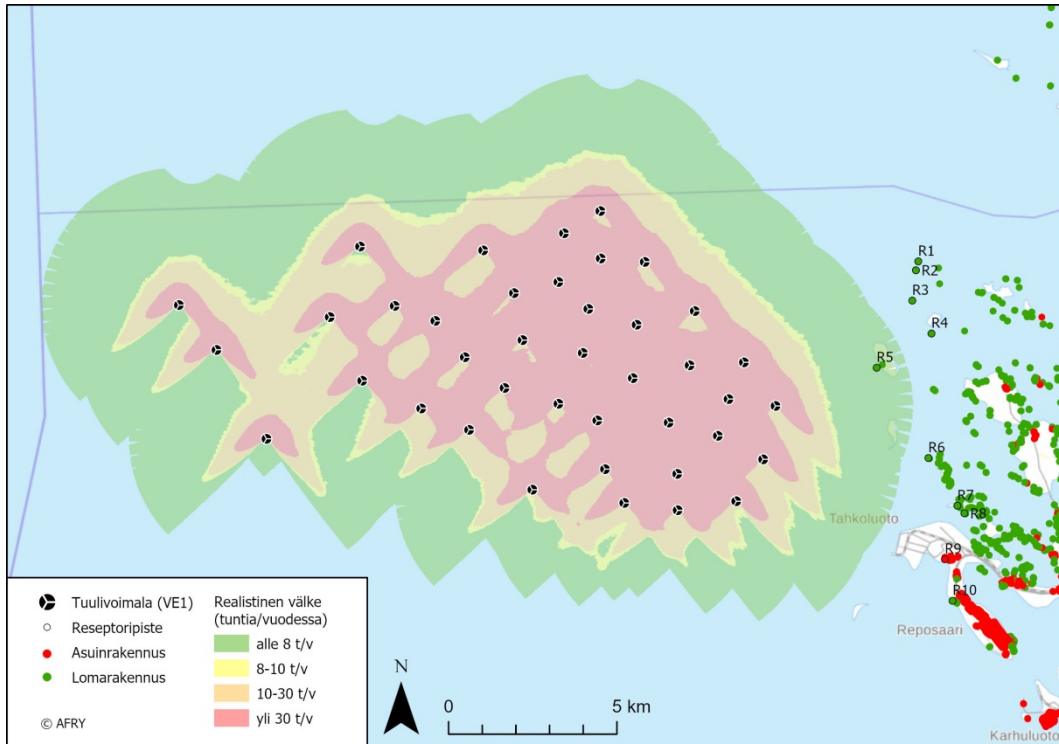 R1
R2
R3
R4
R5
R6
R7
R8
Tahkoluoto
R9
R10
Reposaari
Karhuluoto
Tuulivoimala (VE1)
Reseptoripiste
Asuinrakennus
Lomarakennus
© AFRY
Realistinen välke
(tuntia/vuodessa)
alle 8 t/v
8-10 t/v
10-30 t/v
yli 30 t/v
N
0 5 km